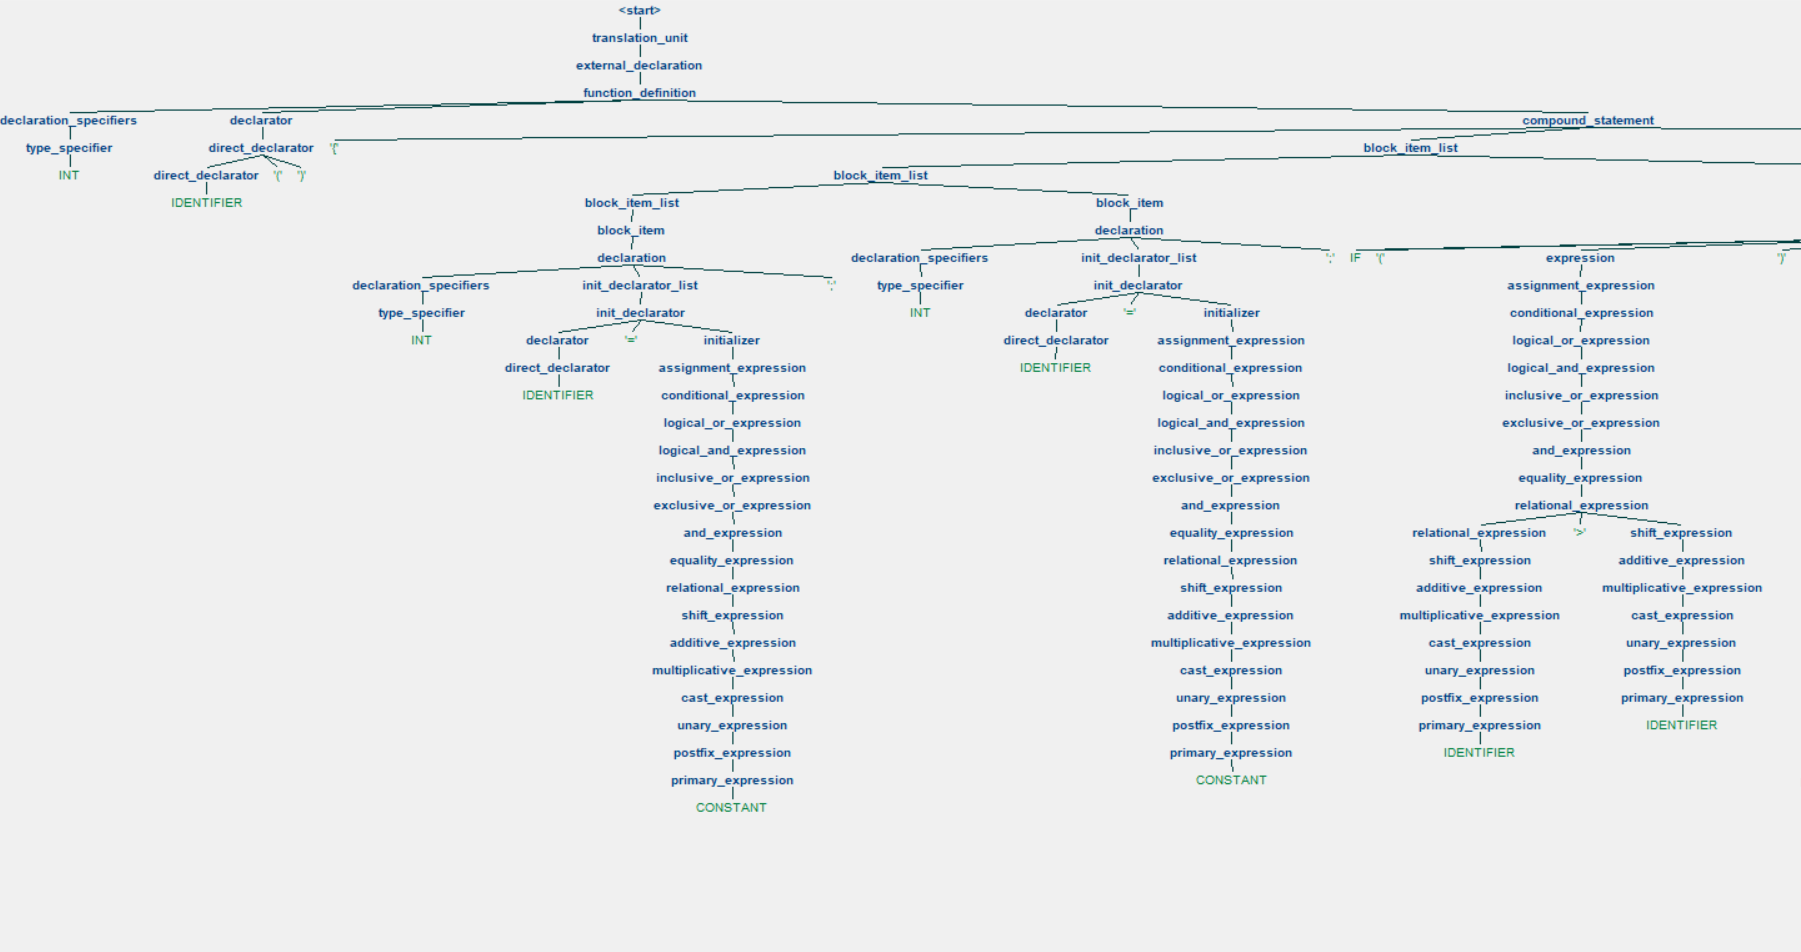 <start>
translation_unit
external_declaration
function_definition
declaration_specifiers declarator compound_statement
type_specifier direct_declarator '{' block_item_list
INT direct_declarator '(' ')' block_item_list
IDENTIFIER block_item_list block_item
block_item declaration
declaration declaration_specifiers init_declarator_list ';' IF '(' expression ')'
declaration_specifiers init_declarator_list ';' type_specifier init_declarator assignment_expression
type_specifier init_declarator INT declarator '=' initializer conditional_expression
INT declarator '=' initializer direct_declarator assignment_expression logical_or_expression
direct_declarator assignment_expression IDENTIFIER conditional_expression logical_and_expression
IDENTIFIER conditional_expression logical_or_expression inclusive_or_expression
logical_or_expression logical_and_expression exclusive_or_expression
logical_and_expression inclusive_or_expression and_expression
inclusive_or_expression exclusive_or_expression equality_expression
exclusive_or_expression and_expression relational_expression
and_expression equality_expression relational_expression '>' shift_expression
equality_expression relational_expression shift_expression additive_expression
relational_expression shift_expression additive_expression multiplicative_expression
shift_expression additive_expression multiplicative_expression cast_expression
additive_expression multiplicative_expression cast_expression unary_expression
multiplicative_expression cast_expression unary_expression postfix_expression
cast_expression unary_expression postfix_expression primary_expression
unary_expression postfix_expression primary_expression IDENTIFIER
postfix_expression primary_expression IDENTIFIER
primary_expression CONSTANT
CONSTANT